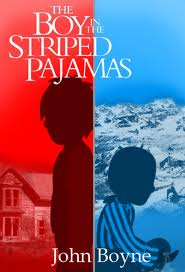 THE
BOY IN THE
STRIPED
PAJAMAS
John Boyne